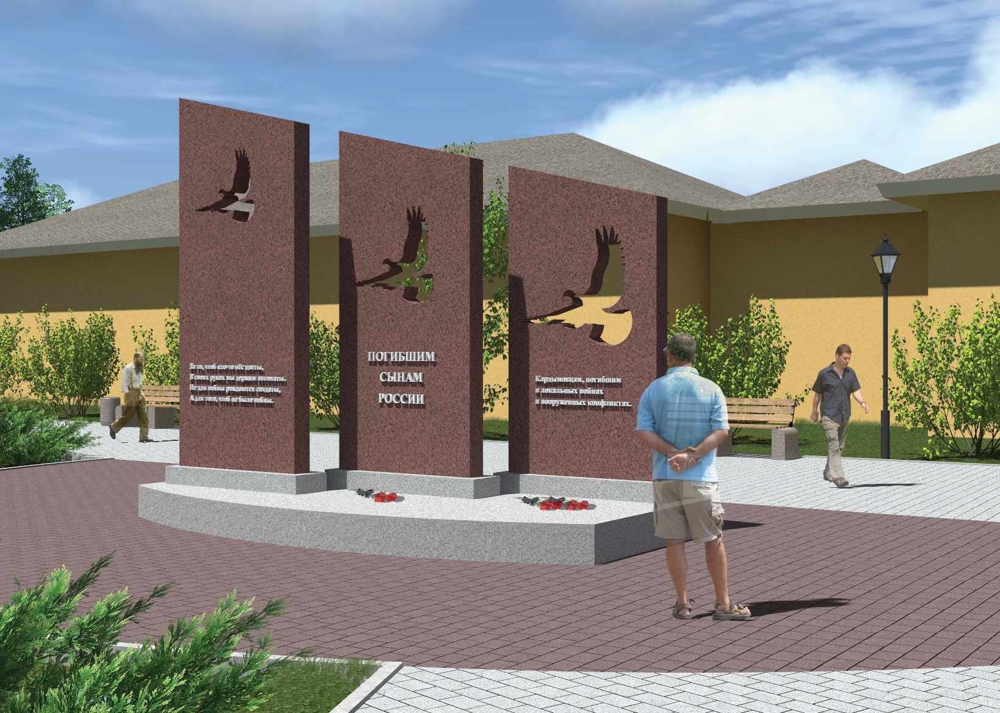 За то, чтоб кто-то нёс цветы,
В своих руках мы держим автоматы.
Не для войны рождаются солдаты,
А для того, чтоб не было войны.
ПОГИБШИМ
СЫНАМ
РОССИИ
Кардымовцам, погибшим
в локальных войнах
и вооруженных конфликтах.